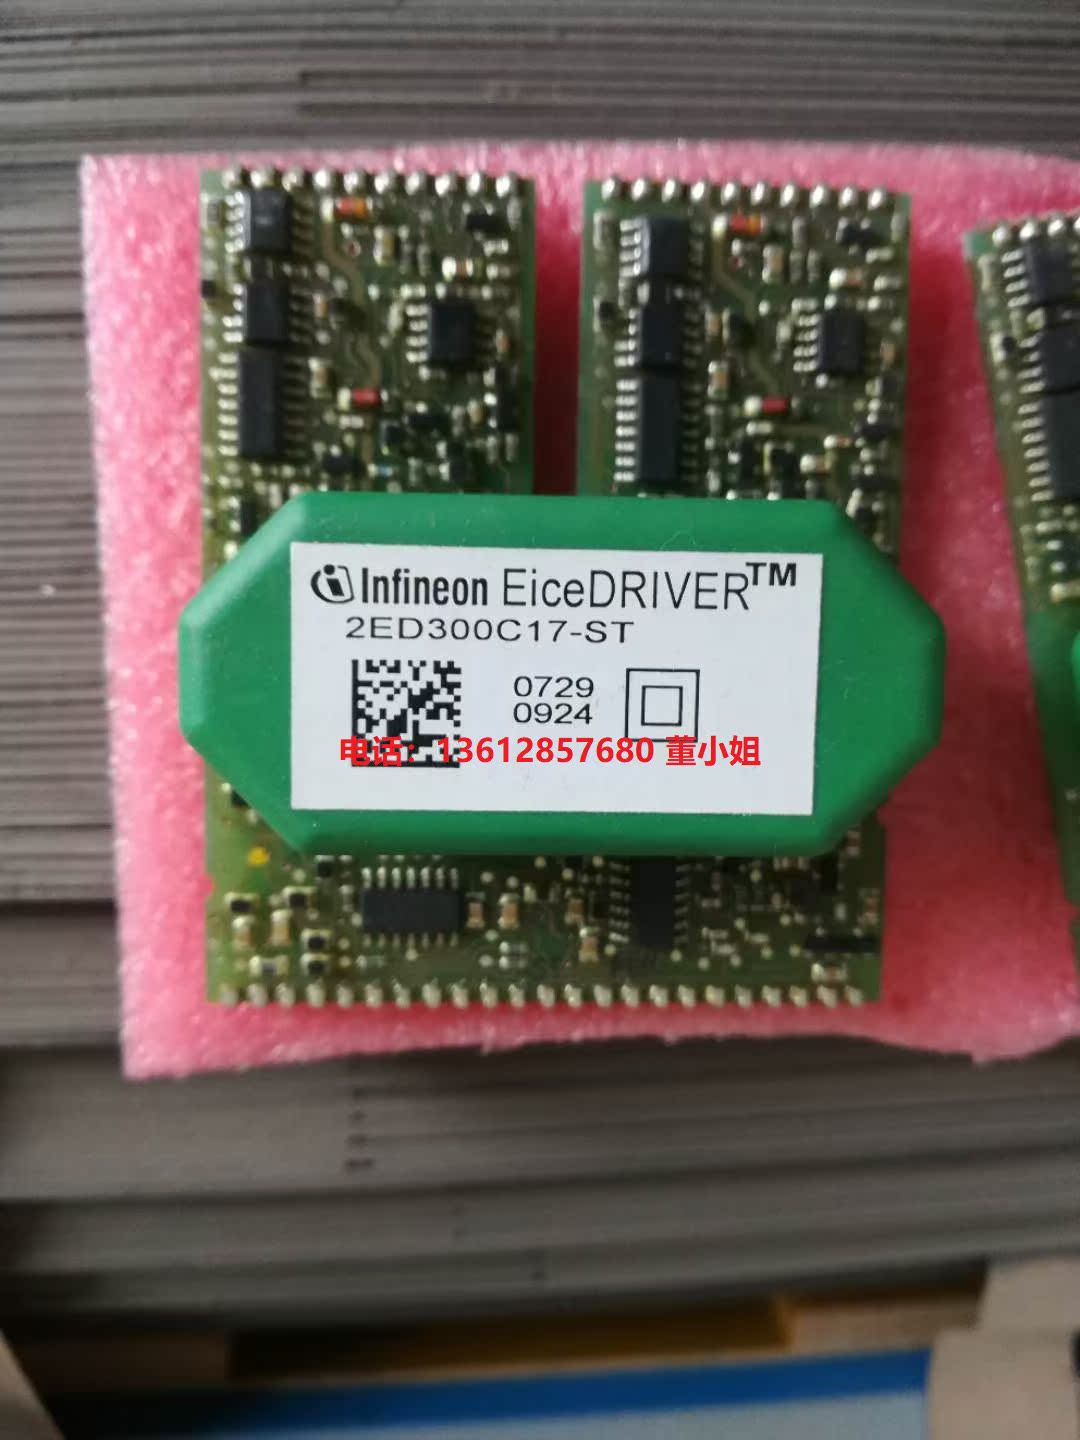 Infineon EiceDRIVER™
2ED300C17-ST
0729
0924
电话：13612857680 董小姐